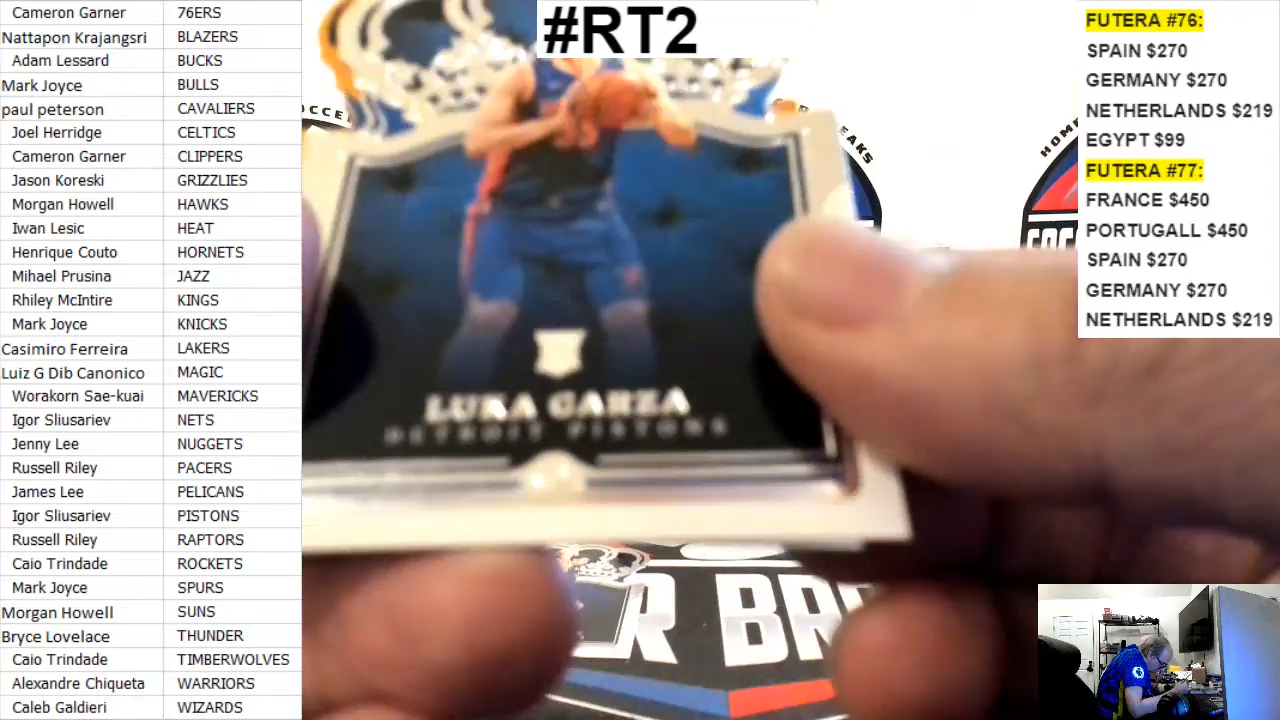 #RT2
Cameron Garner 76ERS
Nattapon Krajangsri BLAZERS
Adam Lessard BUCKS
Mark Joyce BULLS
paul peterson CAVALIERS
Joel Herridge CELTICS
Cameron Garner CLIPPERS
Jason Koreski GRIZZLIES
Morgan Howell HAWKS
Iwan Lesic HEAT
Henrique Couto HORNETS
Mihael Prusina JAZZ
Rhiley McIntire KINGS
Mark Joyce KNICKS
Casimiro Ferreira LAKERS
Luiz G Dib Canonico MAGIC
Worakorn Sae-kuai MAVERICKS
Igor Sliusariev NETS
Jenny Lee NUGGETS
Russell Riley PACERS
James Lee PELICANS
Igor Sliusariev PISTONS
Russell Riley RAPTORS
Caio Trindade ROCKETS
Mark Joyce SPURS
Morgan Howell SUNS
Bryce Lovelace THUNDER
Caio Trindade TIMBERWOLVES
Alexandre Chiqueta WARRIORS
Caleb Galdieri WIZARDS
LUKA GARZA
DETROIT PISTONS
R BR
FUTERA #76:
SPAIN $270
GERMANY $270
NETHERLANDS $219
EGYPT $99
FUTERA #77:
FRANCE $450
PORTUGALL $450
SPAIN $270
GERMANY $270
NETHERLANDS $219